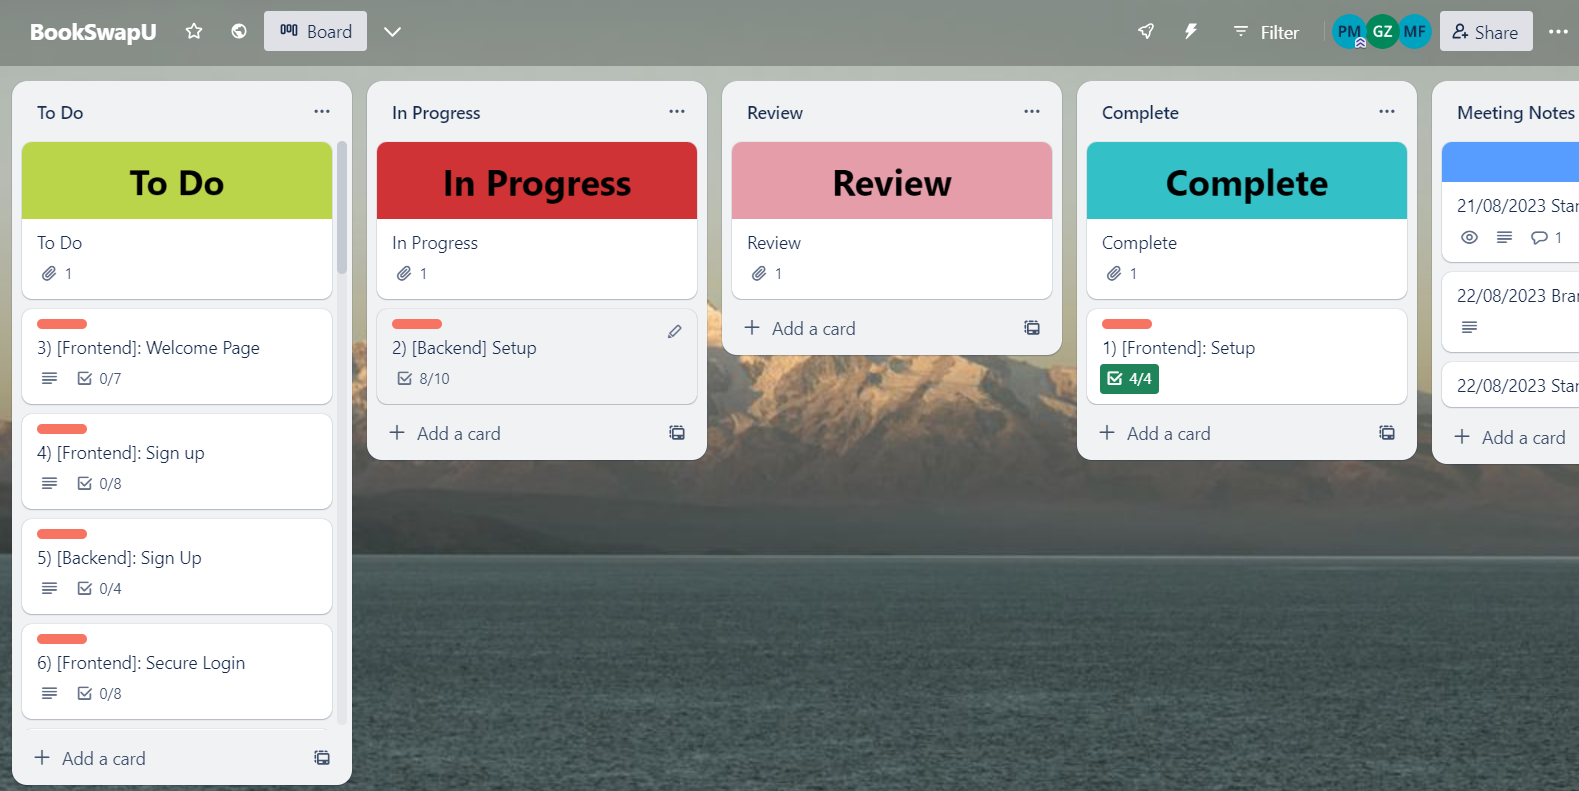 BookSwapU
Board
Filter
PM
GZ
MF
Share
To Do
To Do
To Do
1
3) [Frontend]: Welcome Page
0/7
4) [Frontend]: Sign up
0/8
5) [Backend]: Sign Up
0/4
6) [Frontend]: Secure Login
0/8
Add a card
In Progress
In Progress
In Progress
1
2) [Backend] Setup
8/10
Add a card
Review
Review
Review
1
Add a card
Complete
Complete
Complete
1
1) [Frontend]: Setup
4/4
Add a card
Meeting Notes
21/08/2023 Star
1
22/08/2023 Bra
22/08/2023 Star
Add a card